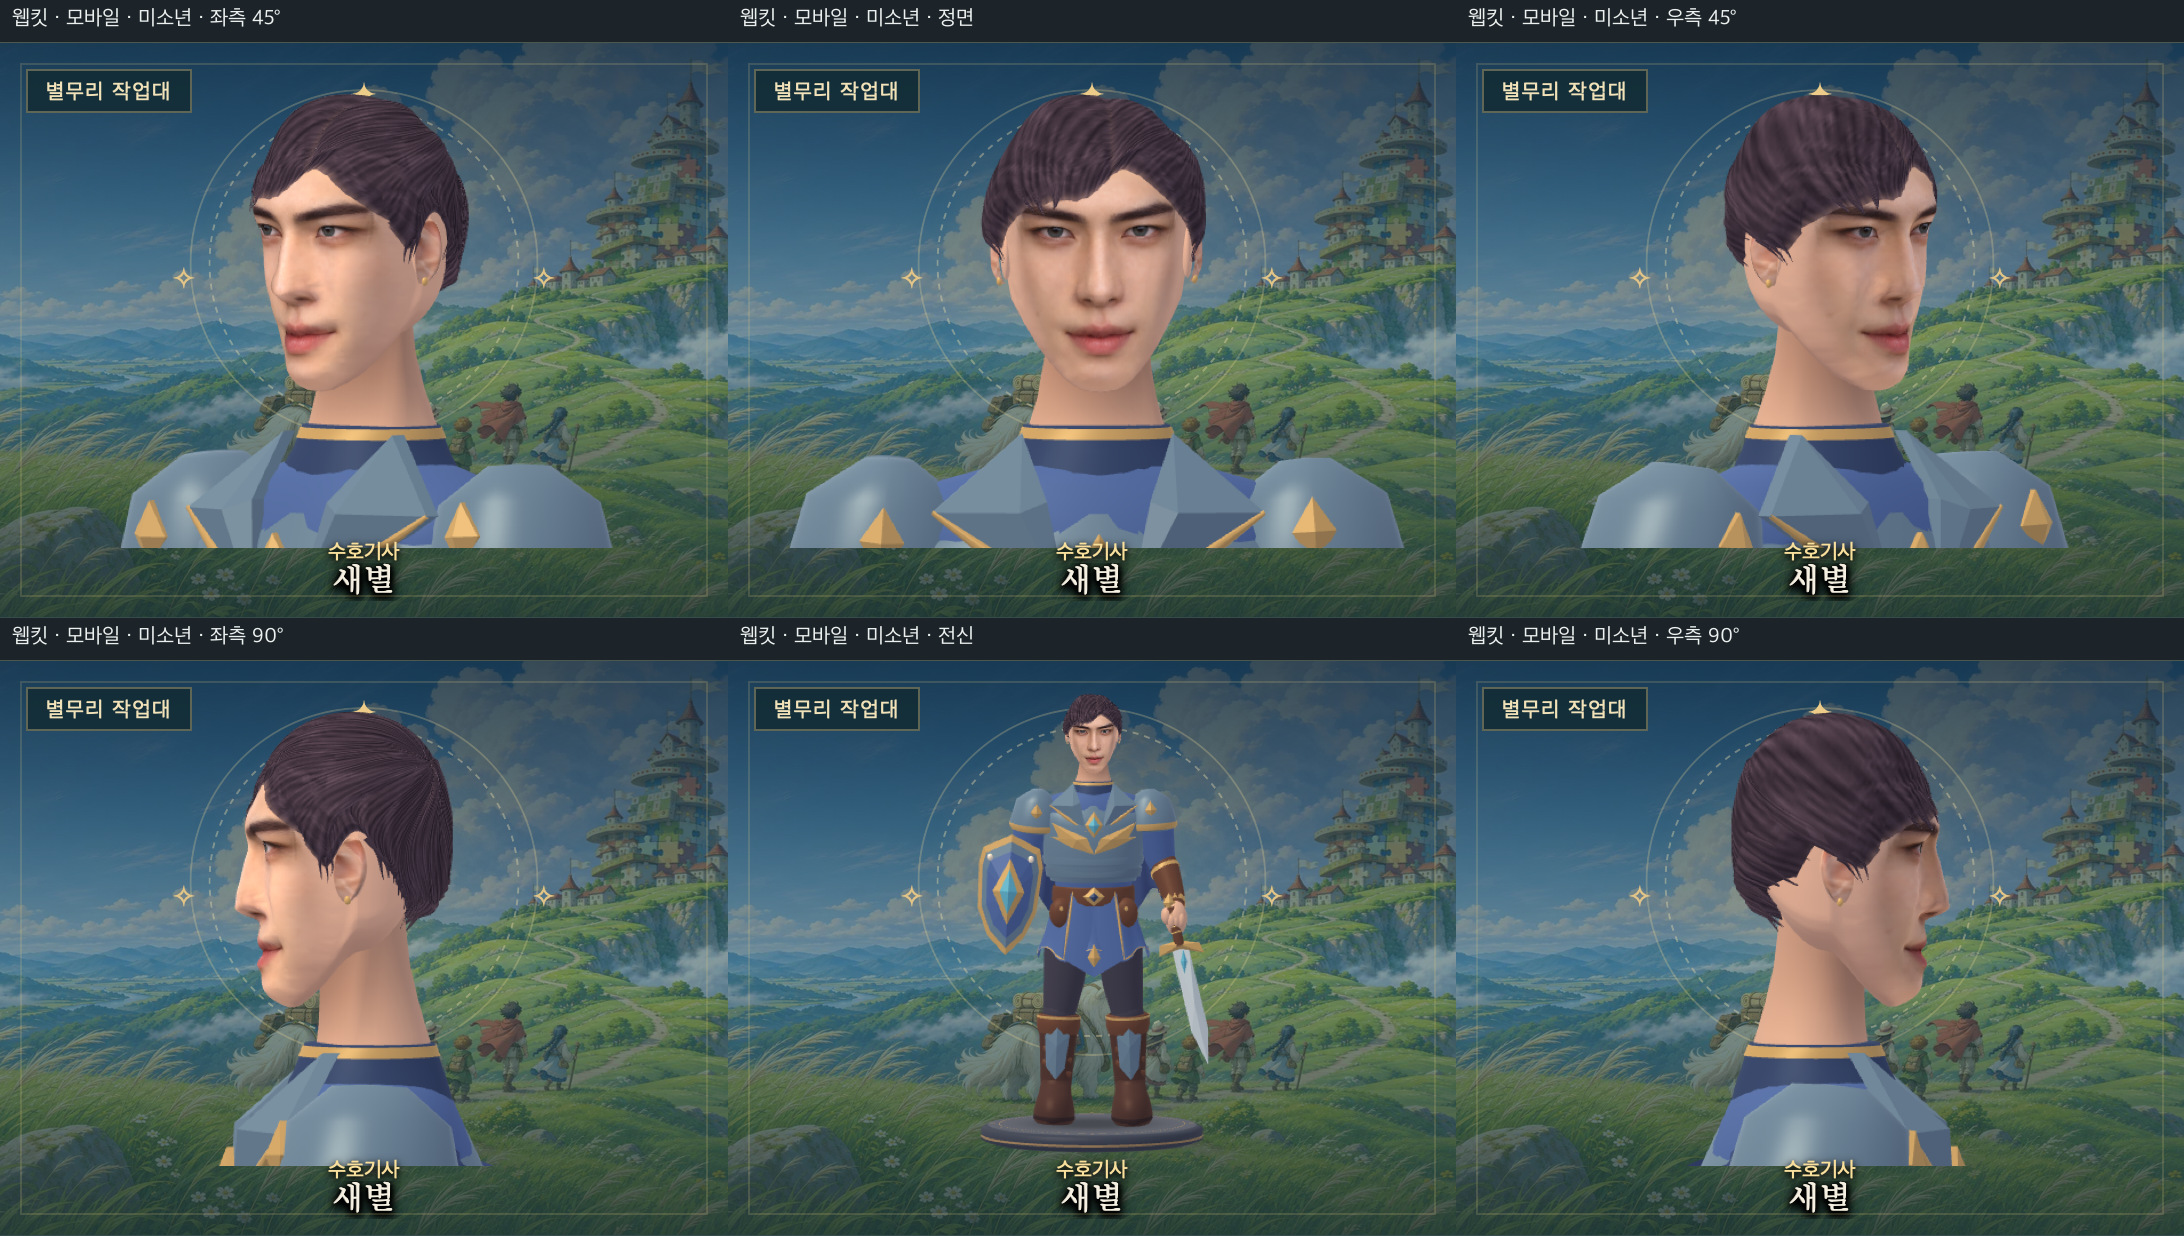 웹킷 · 모바일 · 미소년 · 좌측 45°
별무리 작업대
수호기사
새별
웹킷 · 모바일 · 미소년 · 정면
별무리 작업대
수호기사
새별
웹킷 · 모바일 · 미소년 · 우측 45°
별무리 작업대
수호기사
새별
웹킷 · 모바일 · 미소년 · 좌측 90°
별무리 작업대
수호기사
새별
웹킷 · 모바일 · 미소년 · 전신
별무리 작업대
수호기사
새별
웹킷 · 모바일 · 미소년 · 우측 90°
별무리 작업대
수호기사
새별